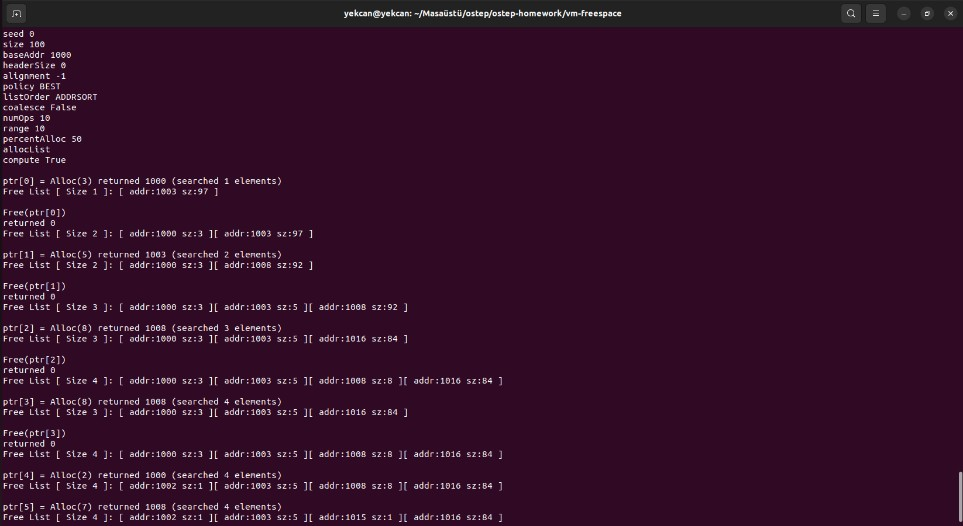 yekcan@yekcan: ~/Masaüstü/ostep/ostep-homework/vm-freespace
seed 0
size 100
baseAddr 1000
headerSize 0
alignment -1
policy BEST
listOrder ADDRSORT
coalesce False
numOps 10
range 10
percentAlloc 50
allocList
compute True
ptr[0] = Alloc(3) returned 1000 (searched 1 elements)
Free List [ Size 1 ]: [ addr:1003 sz:97 ]
Free(ptr[0])
returned 0
Free List [ Size 2 ]: [ addr:1000 sz:3 ][ addr:1003 sz:97 ]
ptr[1] = Alloc(5) returned 1003 (searched 2 elements)
Free List [ Size 2 ]: [ addr:1000 sz:3 ][ addr:1008 sz:92 ]
Free(ptr[1])
returned 0
Free List [ Size 3 ]: [ addr:1000 sz:3 ][ addr:1003 sz:5 ][ addr:1008 sz:92 ]
ptr[2] = Alloc(8) returned 1008 (searched 3 elements)
Free List [ Size 3 ]: [ addr:1000 sz:3 ][ addr:1003 sz:5 ][ addr:1016 sz:84 ]
Free(ptr[2])
returned 0
Free List [ Size 4 ]: [ addr:1000 sz:3 ][ addr:1003 sz:5 ][ addr:1008 sz:8 ][ addr:1016 sz:84 ]
ptr[3] = Alloc(8) returned 1008 (searched 4 elements)
Free List [ Size 3 ]: [ addr:1000 sz:3 ][ addr:1003 sz:5 ][ addr:1016 sz:84 ]
Free(ptr[3])
returned 0
Free List [ Size 4 ]: [ addr:1000 sz:3 ][ addr:1003 sz:5 ][ addr:1008 sz:8 ][ addr:1016 sz:84 ]
ptr[4] = Alloc(2) returned 1000 (searched 4 elements)
Free List [ Size 4 ]: [ addr:1002 sz:1 ][ addr:1003 sz:5 ][ addr:1008 sz:8 ][ addr:1016 sz:84 ]
ptr[5] = Alloc(7) returned 1008 (searched 4 elements)
Free List [ Size 4 ]: [ addr:1002 sz:1 ][ addr:1003 sz:5 ][ addr:1015 sz:1 ][ addr:1016 sz:84 ]